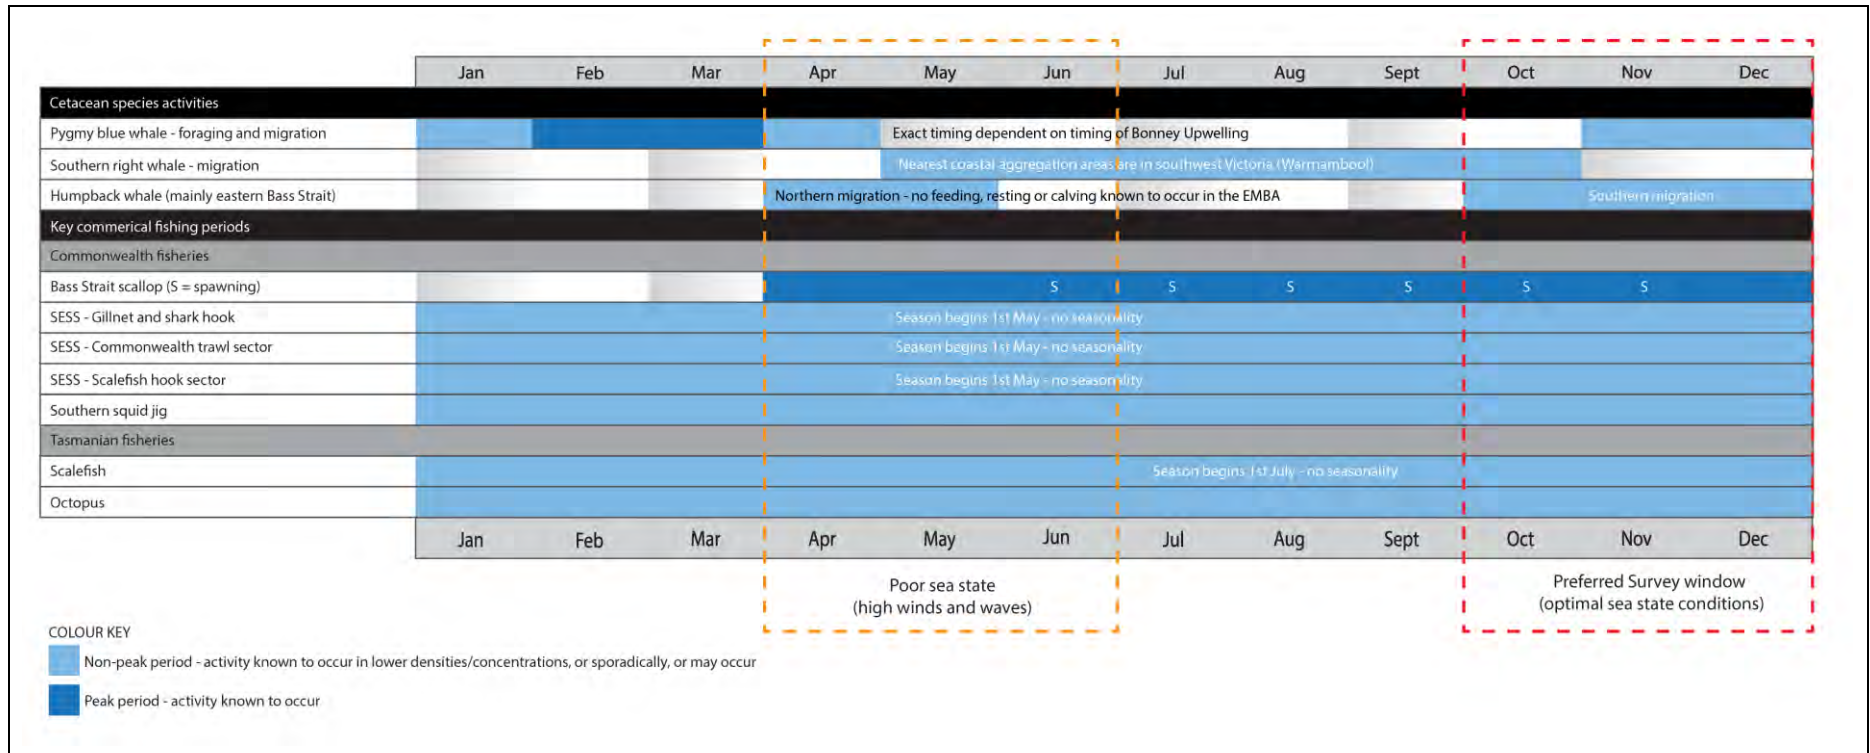 Jan Feb Mar Apr May Jun Jul Aug Sept Oct Nov Dec
Cetacean species activities
Pygmy blue whale - foraging and migration Exact timing dependent on timing of Bonney Upwelling
Southern right whale - migration Nearest coastal aggregation areas are in southwest Victoria (Warrnambool)
Humpback whale (mainly eastern Bass Strait) Northern migration - no feeding, resting or calving known to occur in the EMBA Southern migration
Key commerical fishing periods
Commonwealth fisheries
Bass Strait scallop (S = spawning) S S S S S S
SESS - Gillnet and shark hook Season begins 1st May - no seasonality
SESS - Commonwealth trawl sector Season begins 1st May - no seasonality
SESS - Scalefish hook sector Season begins 1st May - no seasonality
Southern squid jig
Tasmanian fisheries
Scalefish Season begins 1st July - no seasonality
Octopus
Jan Feb Mar Apr May Jun Jul Aug Sept Oct Nov Dec
Poor sea state
(high winds and waves)
Preferred Survey window
(optimal sea state conditions)
COLOUR KEY
Non-peak period - activity known to occur in lower densities/concentrations, or sporadically, or may occur
Peak period - activity known to occur